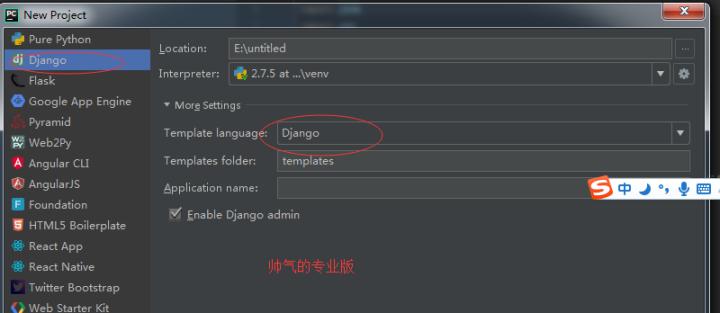 New Project
Pure Python
Django
Flask
Google App Engine
Pyramid
Web2Py
Angular CLI
AngularJS
Foundation
HTML5 Boilerplate
React App
React Native
Twitter Bootstrap
Web Starter Kit
Location: E:\untitled
Interpreter: 2.7.5 at ...\venv
More Settings
Template language: Django
Templates folder: templates
Application name:
中
Enable Django admin
帅气的专业版